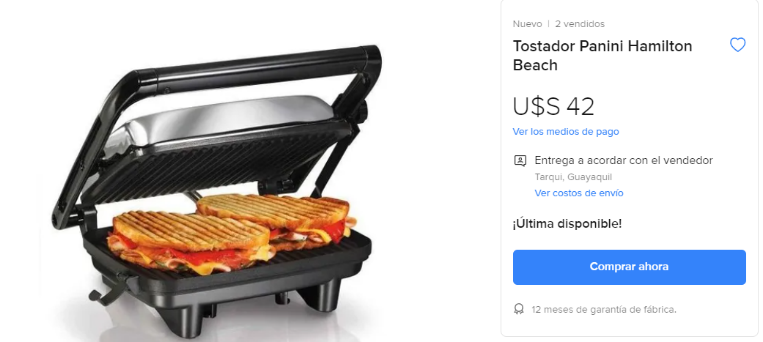 Nuevo | 2 vendidos
Tostador Panini Hamilton
Beach
U$S 42
Ver los medios de pago
Entrega a acordar con el vendedor
Tarqui, Guayaquil
Ver costos de envío
¡Última disponible!
Comprar ahora
12 meses de garantía de fábrica.